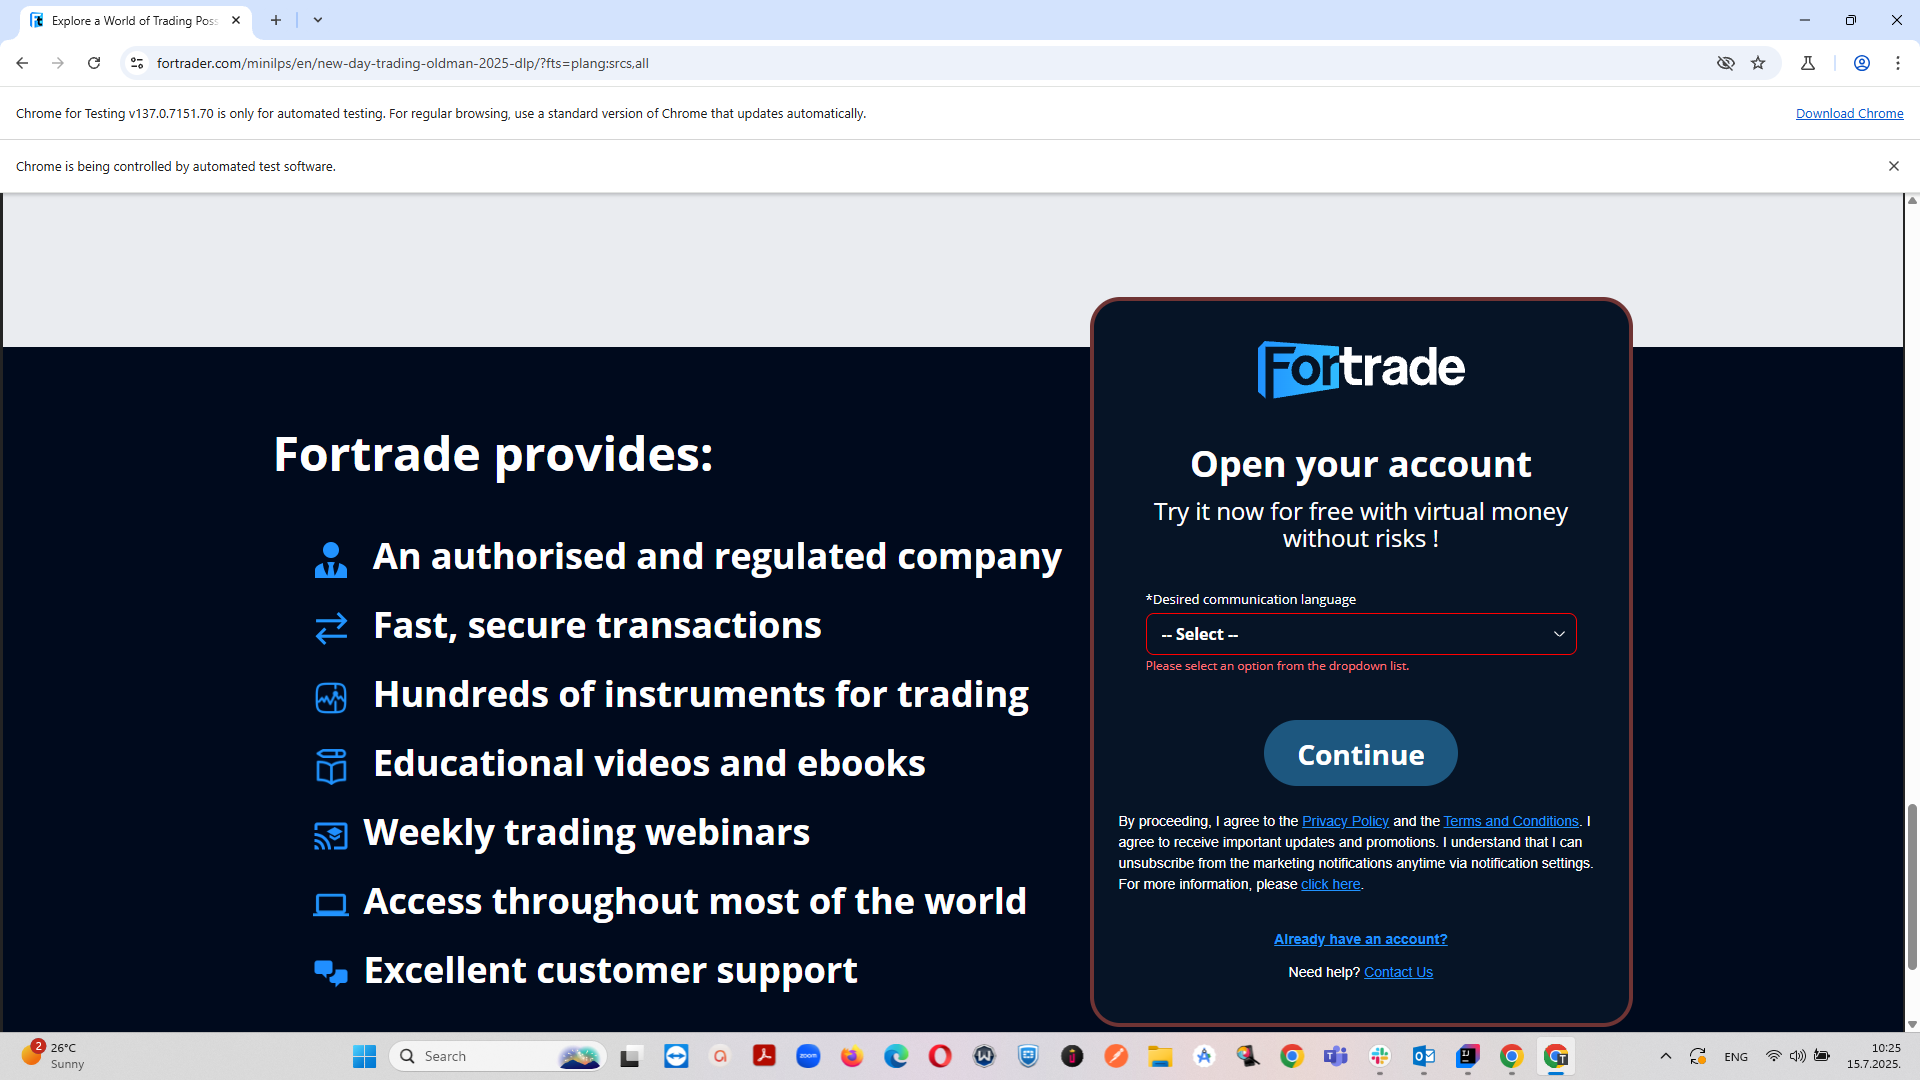 Explore a World of Trading Poss
fortrader.com/minilps/en/new-day-trading-oldman-2025-dlp/?fts=plang:srcs,all
Chrome for Testing v137.0.7151.70 is only for automated testing. For regular browsing, use a standard version of Chrome that updates automatically.
Download Chrome
Chrome is being controlled by automated test software.
Fortrade provides:
An authorised and regulated company
Fast, secure transactions
Hundreds of instruments for trading
Educational videos and ebooks
Weekly trading webinars
Access throughout most of the world
Excellent customer support
Fortrade
Open your account
Try it now for free with virtual money
without risks !
*Desired communication language
-- Select --
Please select an option from the dropdown list.
Continue
By proceeding, I agree to the Privacy Policy and the Terms and Conditions. I
agree to receive important updates and promotions. I understand that I can
unsubscribe from the marketing notifications anytime via notification settings.
For more information, please click here.
Already have an account?
Need help? Contact Us
2
26°C
Sunny
Search
zoom
ENG
10:25
15.7.2025.